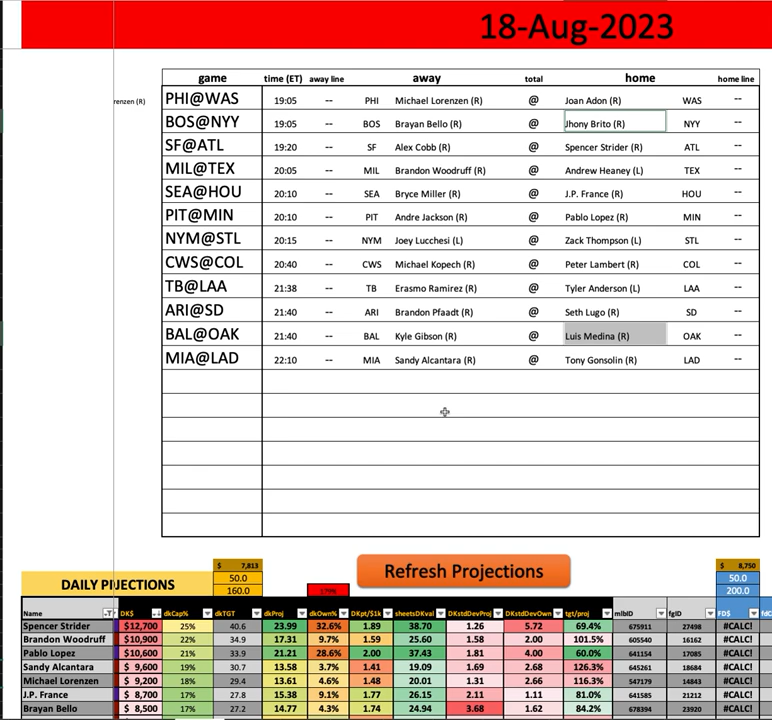 18-Aug-2023
game time (ET) away line away total home home line
renzen (R)
PHI@WAS 19:05 -- PHI Michael Lorenzen (R) @ Joan Adon (R) WAS --
BOS@NYY 19:05 -- BOS Brayan Bello (R) @ Jhony Brito (R) NYY --
SF@ATL 19:20 -- SF Alex Cobb (R) @ Spencer Strider (R) ATL --
MIL@TEX 20:05 -- MIL Brandon Woodruff (R) @ Andrew Heaney (L) TEX --
SEA@HOU 20:10 -- SEA Bryce Miller (R) @ J.P. France (R) HOU --
PIT@MIN 20:10 -- PIT Andre Jackson (R) @ Pablo Lopez (R) MIN --
NYM@STL 20:15 -- NYM Joey Lucchesi (L) @ Zack Thompson (L) STL --
CWS@COL 20:40 -- CWS Michael Kopech (R) @ Peter Lambert (R) COL --
TB@LAA 21:38 -- TB Erasmo Ramirez (R) @ Tyler Anderson (L) LAA --
ARI@SD 21:40 -- ARI Brandon Pfaadt (R) @ Seth Lugo (R) SD --
BAL@OAK 21:40 -- BAL Kyle Gibson (R) @ Luis Medina (R) OAK --
MIA@LAD 22:10 -- MIA Sandy Alcantara (R) @ Tony Gonsolin (R) LAD --
$ 7,813 $ 8,750
Refresh Projections
DAILY PROJECTIONS 50.0 50.0
160.0 179% 200.0
Name DK$ dkCap% dkTGT dkProj dkOwn% DKpt/$1k sheetsDKval DKstdDevProj DKstdDevOwn tgt/proj mlbID fgID FD$
Spencer Strider $12,700 25% 40.6 23.99 32.6% 1.89 38.70 1.26 5.72 69.4% 675911 27498 #CALC!
Brandon Woodruff $10,900 22% 34.9 17.31 9.7% 1.59 25.60 1.58 2.00 101.5% 605540 16162 #CALC!
Pablo Lopez $10,600 21% 33.9 21.21 28.6% 2.00 37.43 1.81 4.00 60.0% 641154 17085 #CALC!
Sandy Alcantara $ 9,600 19% 30.7 13.58 3.7% 1.41 19.09 1.69 2.68 126.3% 645261 18684 #CALC!
Michael Lorenzen $ 9,200 18% 29.4 13.61 4.6% 1.48 20.01 1.31 2.66 116.3% 547179 14843 #CALC!
J.P. France $ 8,700 17% 27.8 15.38 9.1% 1.77 26.15 2.11 1.11 81.0% 641585 21212 #CALC!
Brayan Bello $ 8,500 17% 27.2 14.77 4.3% 1.74 24.94 3.68 1.62 84.2% 678394 23920 #CALC!